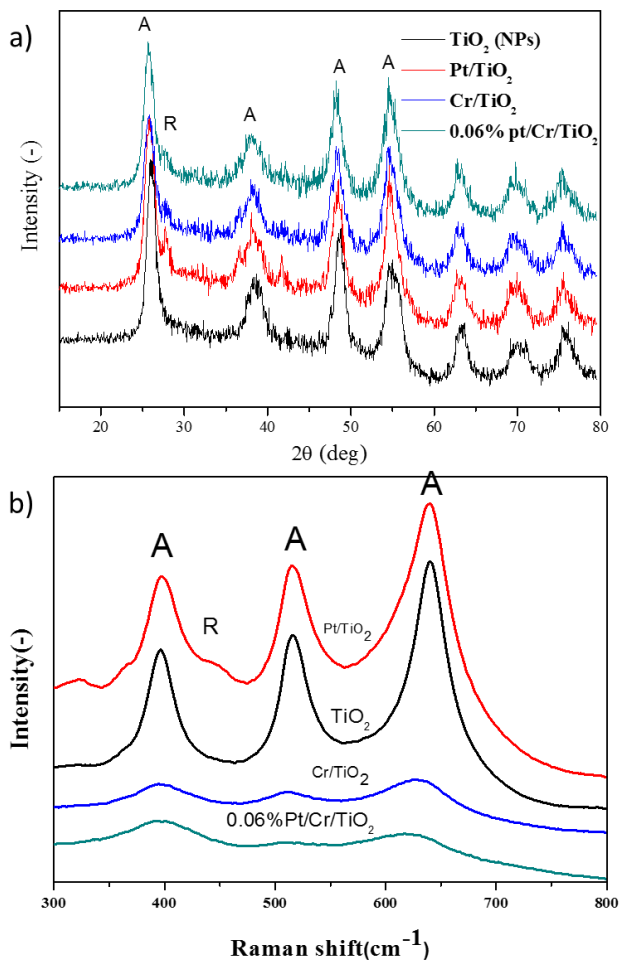 a)
A
R
A
A
A
TiO2 (NPs)
Pt/TiO2
Cr/TiO2
0.06% pt/Cr/TiO2
Intensity (-)
20 30 40 50 60 70 80
2θ (deg)
b)
A
A
A
R
Pt/TiO2
TiO2
Cr/TiO2
0.06%Pt/Cr/TiO2
Intensity(-)
300 400 500 600 700 800
Raman shift(cm-1)